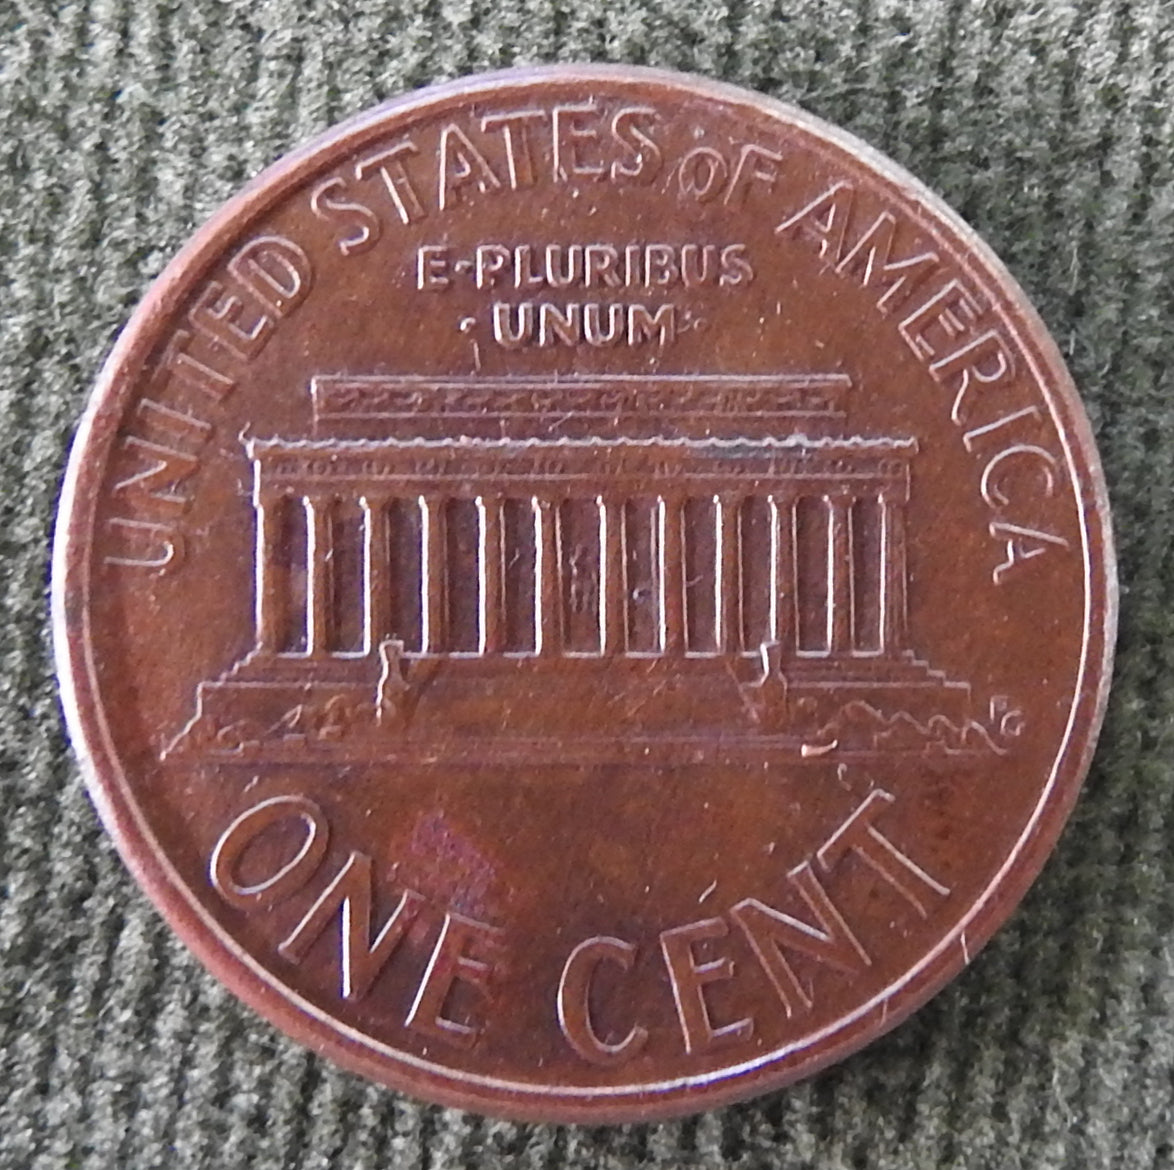 UNITED STATES OF AMERICA
E·PLURIBUS
·UNUM·
ONE CENT